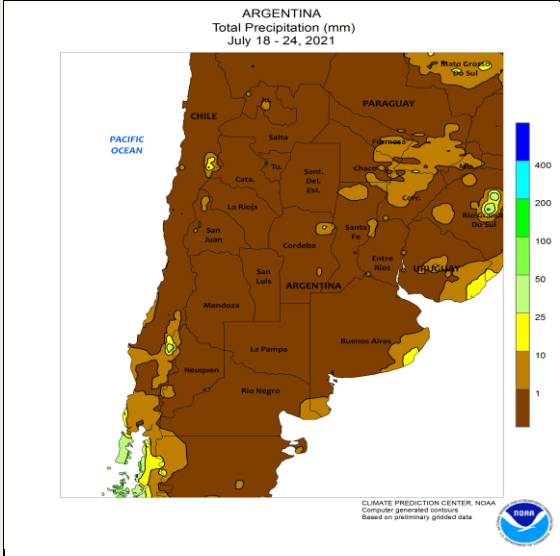 ARGENTINA
Total Precipitation (mm)
July 18 - 24, 2021
Mato Grosso
Do Sul
PARAGUAY
CHILE
PACIFIC
OCEAN
Salta
Formosa
Tu.
Chaco
Mis
Cata.
Sant.
Del.
Est.
Corr.
La Rioja
Rio Grande
Do Sul
San
Juan
Santa
Fe
Cordoba
Entre
Rios
URUGUAY
San
Luis
ARGENTINA
Mendoza
Buenos Aires
La Pampa
Neuquen
Rio Negro
400
200
100
50
25
10
1
CLIMATE PREDICTION CENTER, NOAA
Computer generated contours
Based on preliminary gridded data
NOAA